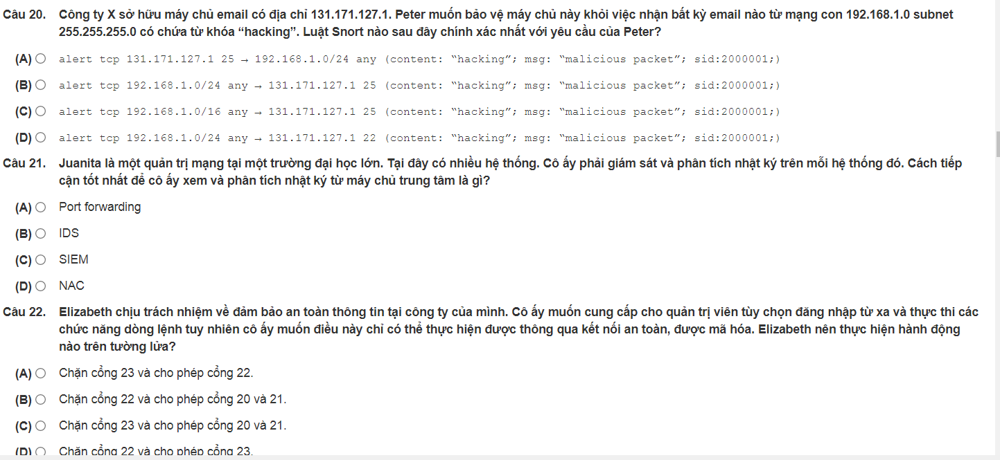 Câu 20. Công ty X sở hữu máy chủ email có địa chỉ 131.171.127.1. Peter muốn bảo vệ máy chủ này khỏi việc nhận bất kỳ email nào từ mạng con 192.168.1.0 subnet
255.255.255.0 có chứa từ khóa “hacking”. Luật Snort nào sau đây chính xác nhất với yêu cầu của Peter?
(A) alert tcp 131.171.127.1 25 → 192.168.1.0/24 any (content: “hacking”; msg: “malicious packet”; sid:2000001;)
(B) alert tcp 192.168.1.0/24 any → 131.171.127.1 25 (content: “hacking”; msg: “malicious packet”; sid:2000001;)
(C) alert tcp 192.168.1.0/16 any → 131.171.127.1 25 (content: “hacking”; msg: “malicious packet”; sid:2000001;)
(D) alert tcp 192.168.1.0/24 any → 131.171.127.1 22 (content: “hacking”; msg: “malicious packet”; sid:2000001;)
Câu 21. Juanita là một quản trị mạng tại một trường đại học lớn. Tại đây có nhiều hệ thống. Cô ấy phải giám sát và phân tích nhật ký trên mỗi hệ thống đó. Cách tiếp
cận tốt nhất để cô ấy xem và phân tích nhật ký từ máy chủ trung tâm là gì?
(A) Port forwarding
(B) IDS
(C) SIEM
(D) NAC
Câu 22. Elizabeth chịu trách nhiệm về đảm bảo an toàn thông tin tại công ty của mình. Cô ấy muốn cung cấp cho quản trị viên tùy chọn đăng nhập từ xa và thực thi các
chức năng dòng lệnh tuy nhiên cô ấy muốn điều này chỉ có thể thực hiện được thông qua kết nối an toàn, được mã hóa. Elizabeth nên thực hiện hành động
nào trên tường lửa?
(A) Chặn cổng 23 và cho phép cổng 22.
(B) Chặn cổng 22 và cho phép cổng 20 và 21.
(C) Chặn cổng 23 và cho phép cổng 20 và 21.
(D) Chặn cổng 22 và cho phép cổng 23.